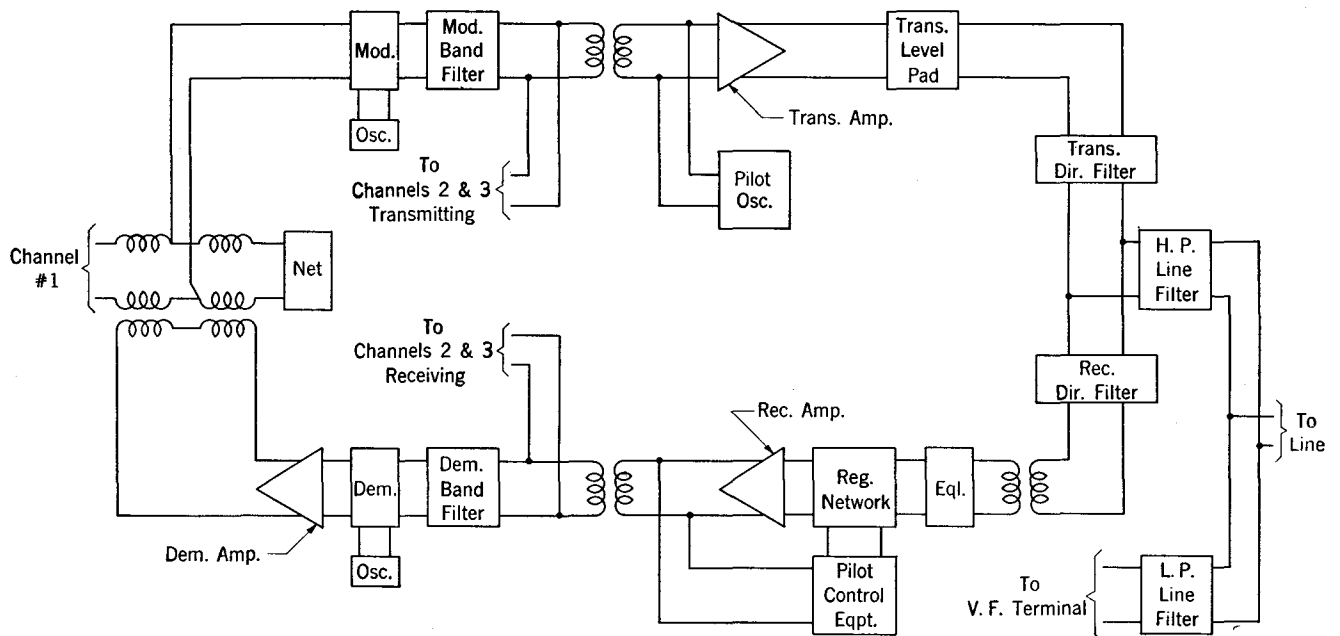 Mod.
Mod.
Band
Filter
Trans.
Level
Pad
Osc.
Trans. Amp.
To
Channels 2 & 3
Transmitting
Pilot
Osc.
Trans.
Dir. Filter
Channel
#1
Net
H. P.
Line
Filter
To
Channels 2 & 3
Receiving
Rec.
Dir. Filter
Rec. Amp.
To
Line
Dem.
Dem.
Band
Filter
Reg.
Network
Eql.
Dem. Amp.
Osc.
Pilot
Control
Eqpt.
To
V. F. Terminal
L. P.
Line
Filter